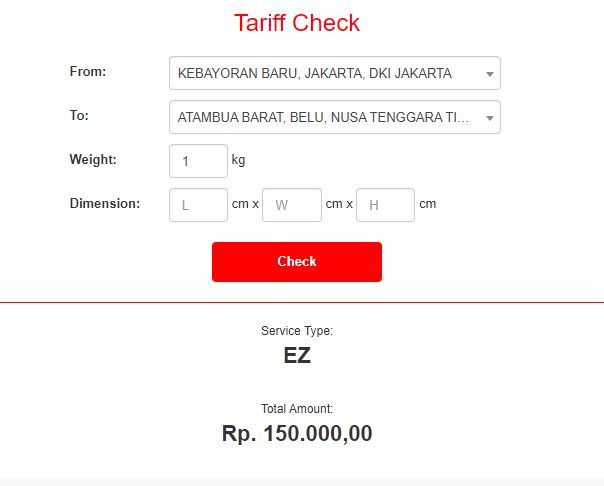 Tariff Check
From: KEBAYORAN BARU, JAKARTA, DKI JAKARTA
To: ATAMBUA BARAT, BELU, NUSA TENGGARA TI...
Weight: 1 kg
Dimension: L cm x W cm x H cm
Check
Service Type:
EZ
Total Amount:
Rp. 150.000,00